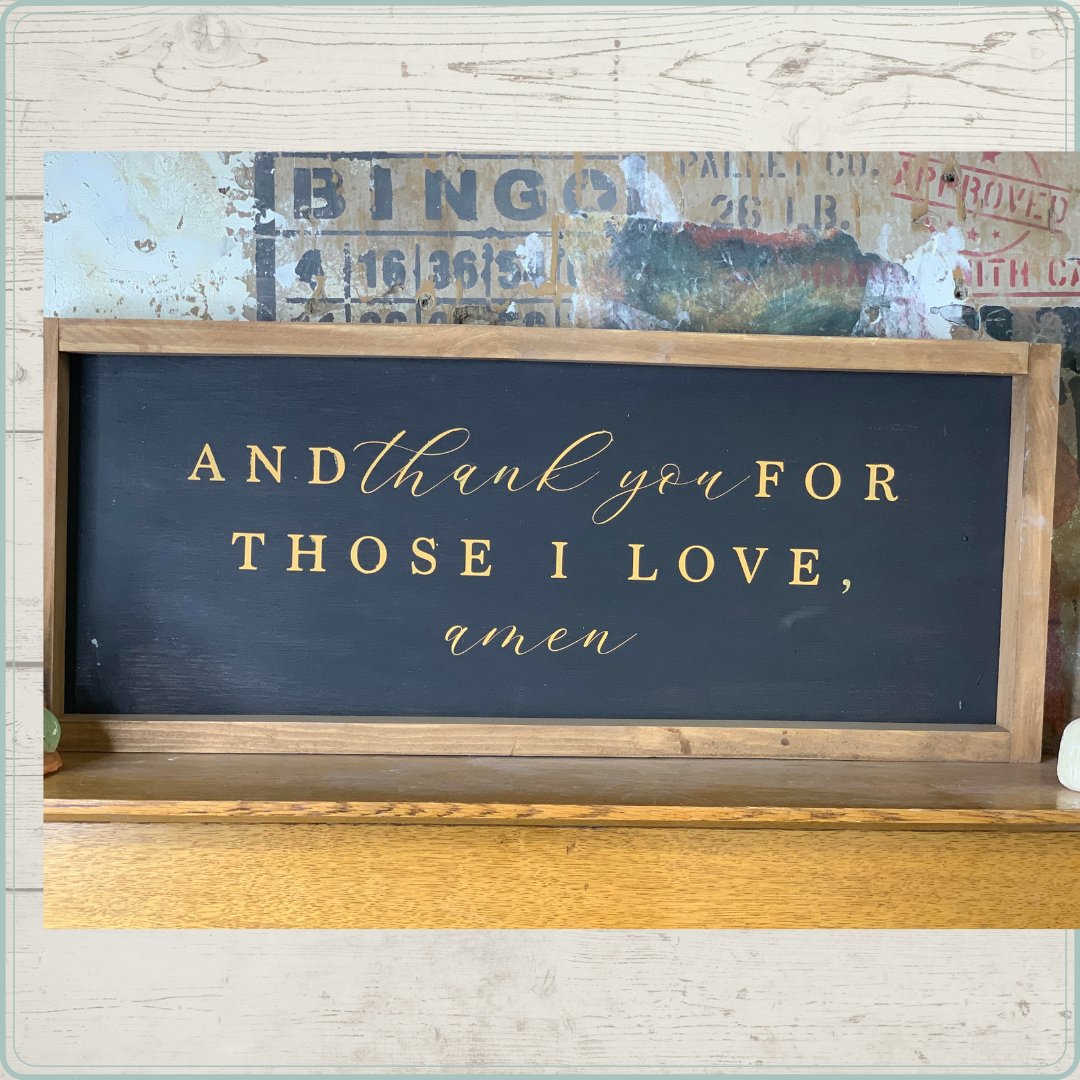 BINGO
PALLET CO.
26 LB.
APPROVED
4 16 36
AND thank you FOR
THOSE I LOVE,
amen